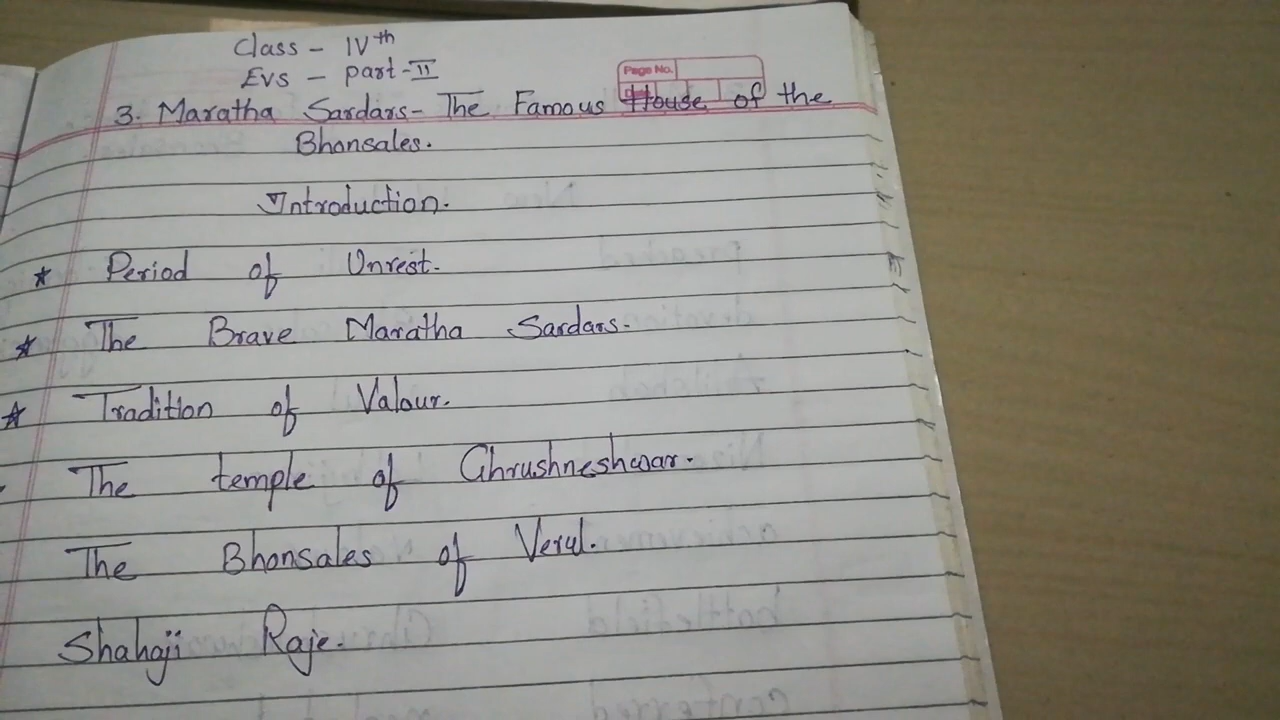 Class - IVth
EVS - part-II
Page No.
3. Maratha Sardars- The Famous House of the
Bhonsales.
Introduction.
* Period of Unrest.
* The Brave Maratha Sardars.
* Tradition of Valour.
The temple of Ghrushneshwar.
The Bhonsales of Verul.
Shahaji Raje.